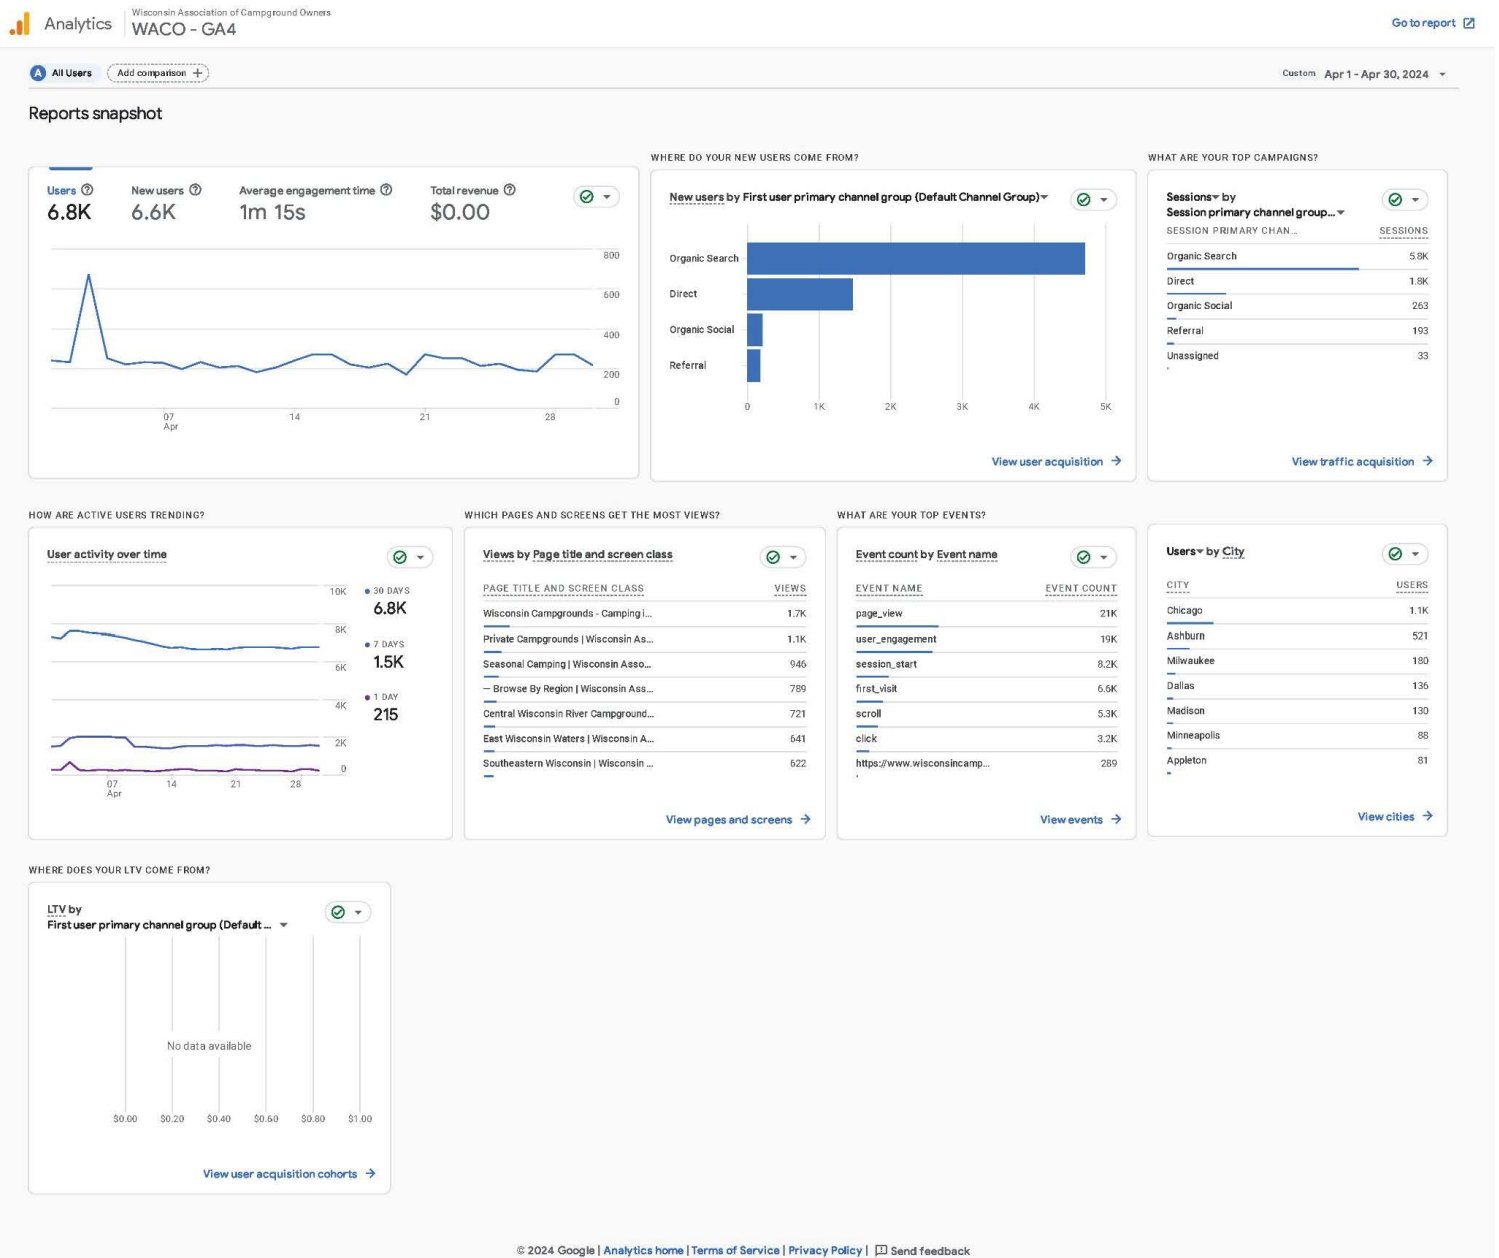 Analytics
Wisconsin Association of Campground Owners
WACO - GA4
Go to report
A All Users
Add comparison +
Custom Apr 1 - Apr 30, 2024
Reports snapshot
Users
6.8K
New users
6.6K
Average engagement time
1m 15s
Total revenue
$0.00
800
600
400
200
0
07
Apr
14
21
28
WHERE DO YOUR NEW USERS COME FROM?
New users by First user primary channel group (Default Channel Group)
Organic Search
Direct
Organic Social
Referral
0 1K 2K 3K 4K 5K
View user acquisition
WHAT ARE YOUR TOP CAMPAIGNS?
Sessions by
Session primary channel group...
SESSION PRIMARY CHAN... SESSIONS
Organic Search 5.8K
Direct 1.8K
Organic Social 263
Referral 193
Unassigned 33
View traffic acquisition
HOW ARE ACTIVE USERS TRENDING?
User activity over time
10K
8K
6K
4K
2K
0
07
Apr
14
21
28
30 DAYS
6.8K
7 DAYS
1.5K
1 DAY
215
WHICH PAGES AND SCREENS GET THE MOST VIEWS?
Views by Page title and screen class
PAGE TITLE AND SCREEN CLASS VIEWS
Wisconsin Campgrounds - Camping i... 1.7K
Private Campgrounds | Wisconsin As... 1.1K
Seasonal Camping | Wisconsin Asso... 946
— Browse By Region | Wisconsin Ass... 789
Central Wisconsin River Campground... 721
East Wisconsin Waters | Wisconsin A... 641
Southeastern Wisconsin | Wisconsin ... 622
View pages and screens
WHAT ARE YOUR TOP EVENTS?
Event count by Event name
EVENT NAME EVENT COUNT
page_view 21K
user_engagement 19K
session_start 8.2K
first_visit 6.6K
scroll 5.3K
click 3.2K
https://www.wisconsincamp... 289
View events
Users by City
CITY USERS
Chicago 1.1K
Ashburn 521
Milwaukee 180
Dallas 136
Madison 130
Minneapolis 88
Appleton 81
View cities
WHERE DOES YOUR LTV COME FROM?
LTV by
First user primary channel group (Default ...
No data available
$0.00 $0.20 $0.40 $0.60 $0.80 $1.00
View user acquisition cohorts
© 2024 Google | Analytics home | Terms of Service | Privacy Policy | Send feedback